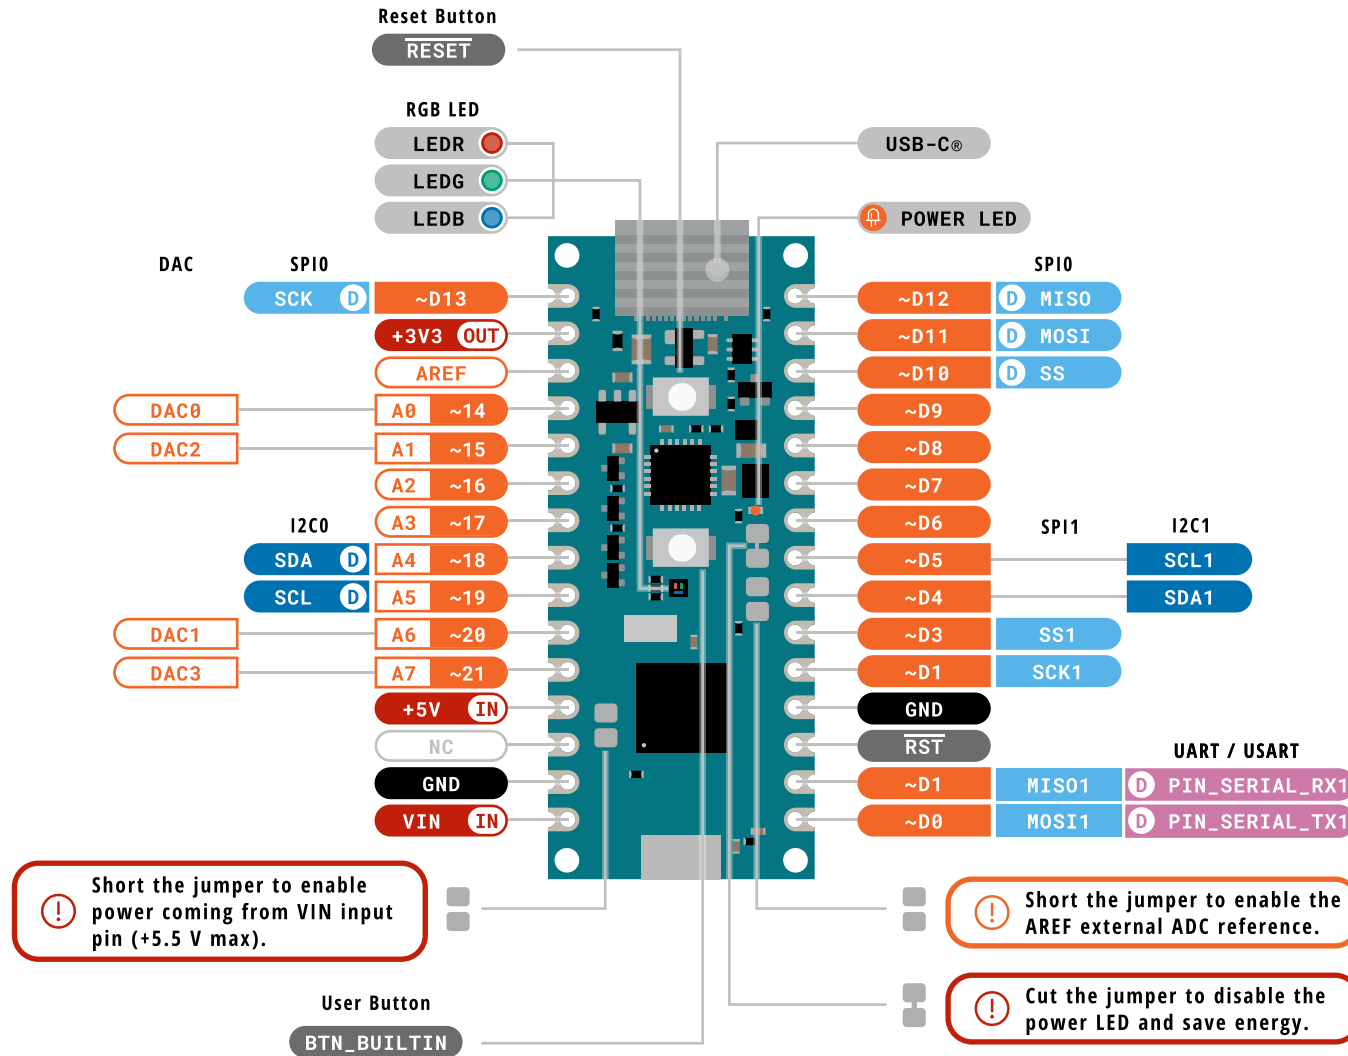 Reset Button
RESET
RGB LED
LEDR
LEDG
LEDB
USB-C®
POWER LED
DAC
SPI0
SCK D ~D13
+3V3 OUT
AREF
DAC0 A0 ~14
DAC2 A1 ~15
A2 ~16
A3 ~17
I2C0
SDA D A4 ~18
SCL D A5 ~19
DAC1 A6 ~20
DAC3 A7 ~21
+5V IN
NC
GND
VIN IN
SPI0
~D12 D MISO
~D11 D MOSI
~D10 D SS
~D9
~D8
~D7
~D6
SPI1
I2C1
~D5 SCL1
~D4 SDA1
~D3 SS1
~D1 SCK1
GND
RST
UART / USART
~D1 MISO1 D PIN_SERIAL_RX1
~D0 MOSI1 D PIN_SERIAL_TX1
Short the jumper to enable
power coming from VIN input
pin (+5.5 V max).
Short the jumper to enable the
AREF external ADC reference.
Cut the jumper to disable the
power LED and save energy.
User Button
BTN_BUILTIN